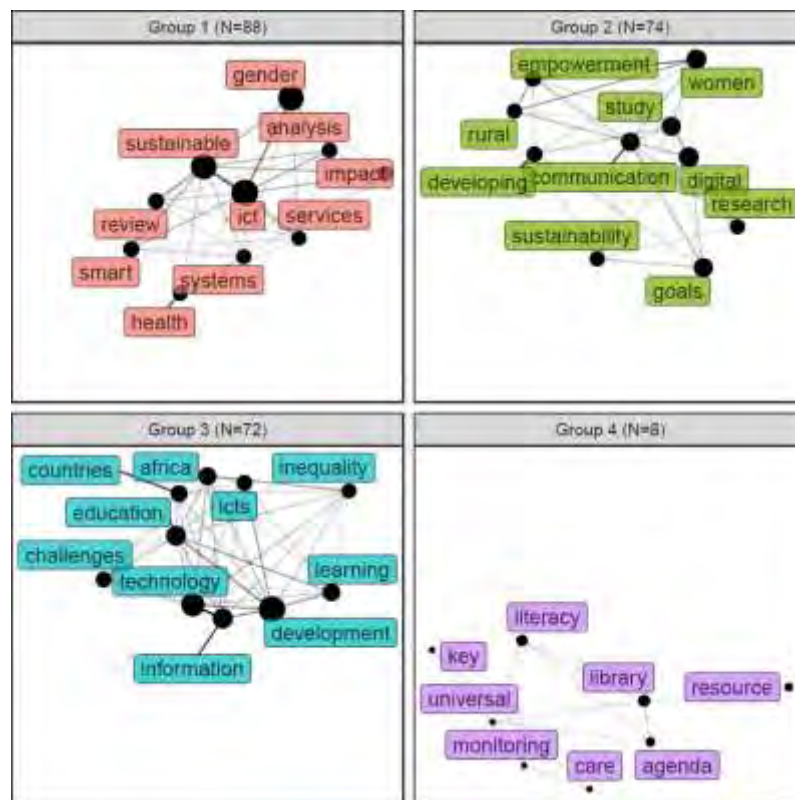 Group 1 (N=88)
gender
analysis
sustainable
impact
review
ict
services
smart
systems
health
Group 2 (N=74)
empowerment
women
study
rural
developing
communication
digital
research
sustainability
goals
Group 3 (N=72)
countries
africa
inequality
icts
education
challenges
technology
learning
development
information
Group 4 (N=8)
literacy
key
library
resource
universal
monitoring
care
agenda